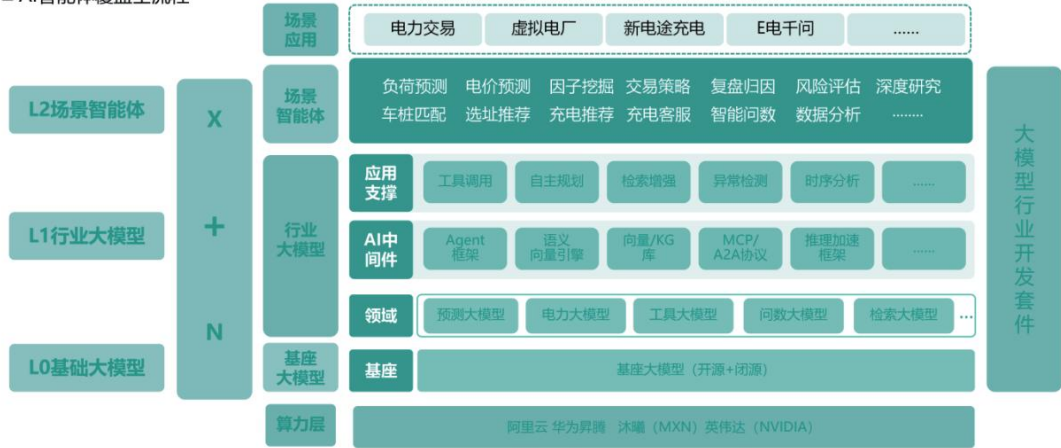 AI智能体覆盖全流程
场景
应用
电力交易
虚拟电厂
新电途充电
E电千问
......
L2场景智能体
场景
智能体
负荷预测 电价预测 因子挖掘 交易策略 复盘归因 风险评估 深度研究
车桩匹配 选址推荐 充电推荐 充电客服 智能问数 数据分析 ........
X
+
N
L1行业大模型
行业
大模型
应用
支撑
工具调用
自主规划
检索增强
异常检测
时序分析
......
AI中
间件
Agent
框架
语义
向量引擎
向量/KG
库
MCP/
A2A协议
推理加速
框架
......
领域
预测大模型
电力大模型
工具大模型
问数大模型
检索大模型
...
L0基础大模型
基座
大模型
基座
基座大模型（开源+闭源）
算力层
阿里云 华为昇腾 沐曦（MXN）英伟达（NVIDIA）
大模型行业开发套件